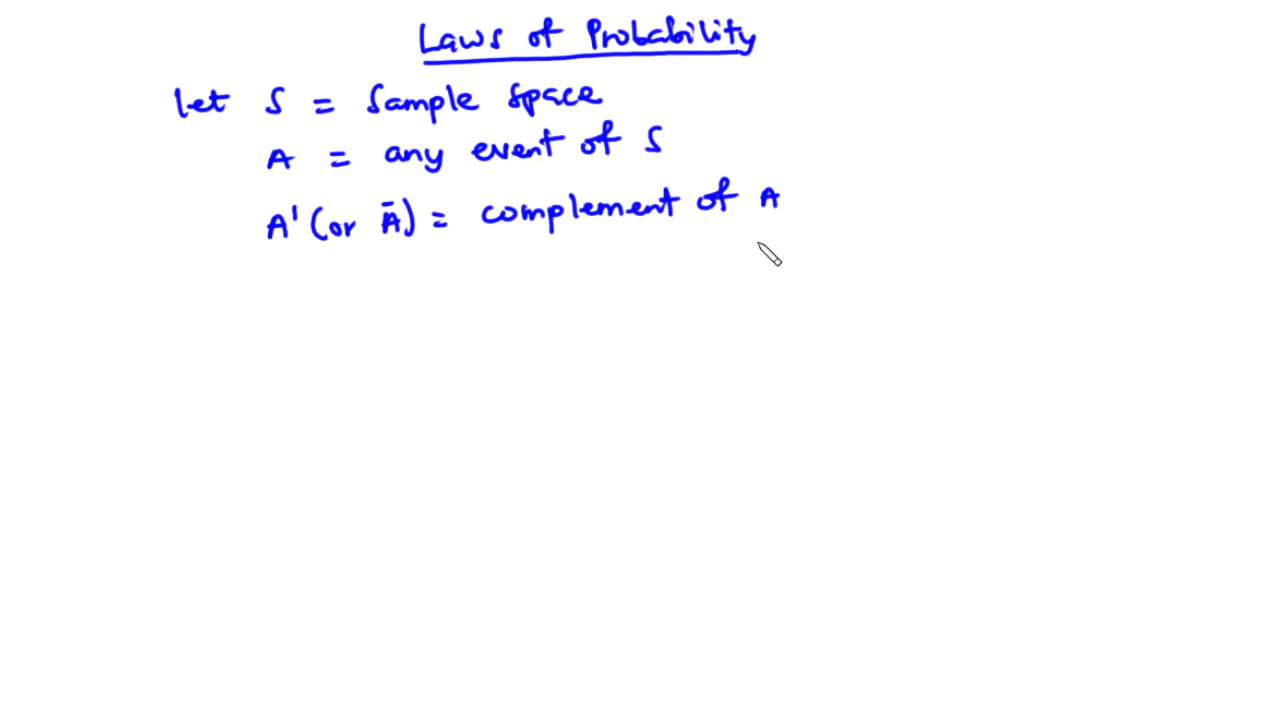 Laws of Probability
let S = Sample space
A = any event of S
A' (or Ā) = complement of A